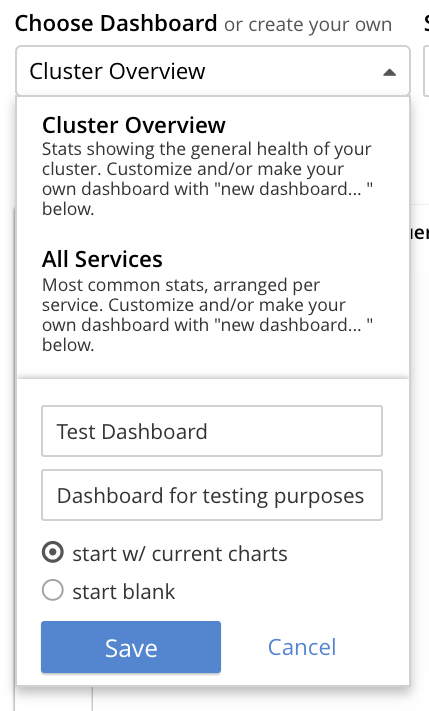 Choose Dashboard or create your own
Cluster Overview
Cluster Overview
Stats showing the general health of your
cluster. Customize and/or make your
own dashboard with "new dashboard... "
below.
All Services
Most common stats, arranged per
service. Customize and/or make your
own dashboard with "new dashboard... "
below.
Test Dashboard
Dashboard for testing purposes
start w/ current charts
start blank
Save
Cancel